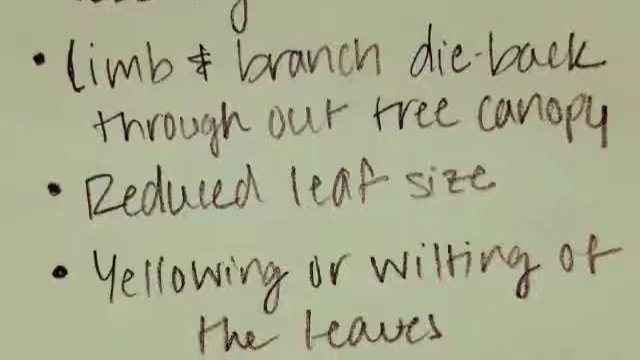 • Limb & branch die-back
through out tree canopy
• Reduced leaf size
• Yellowing or wilting of
the leaves